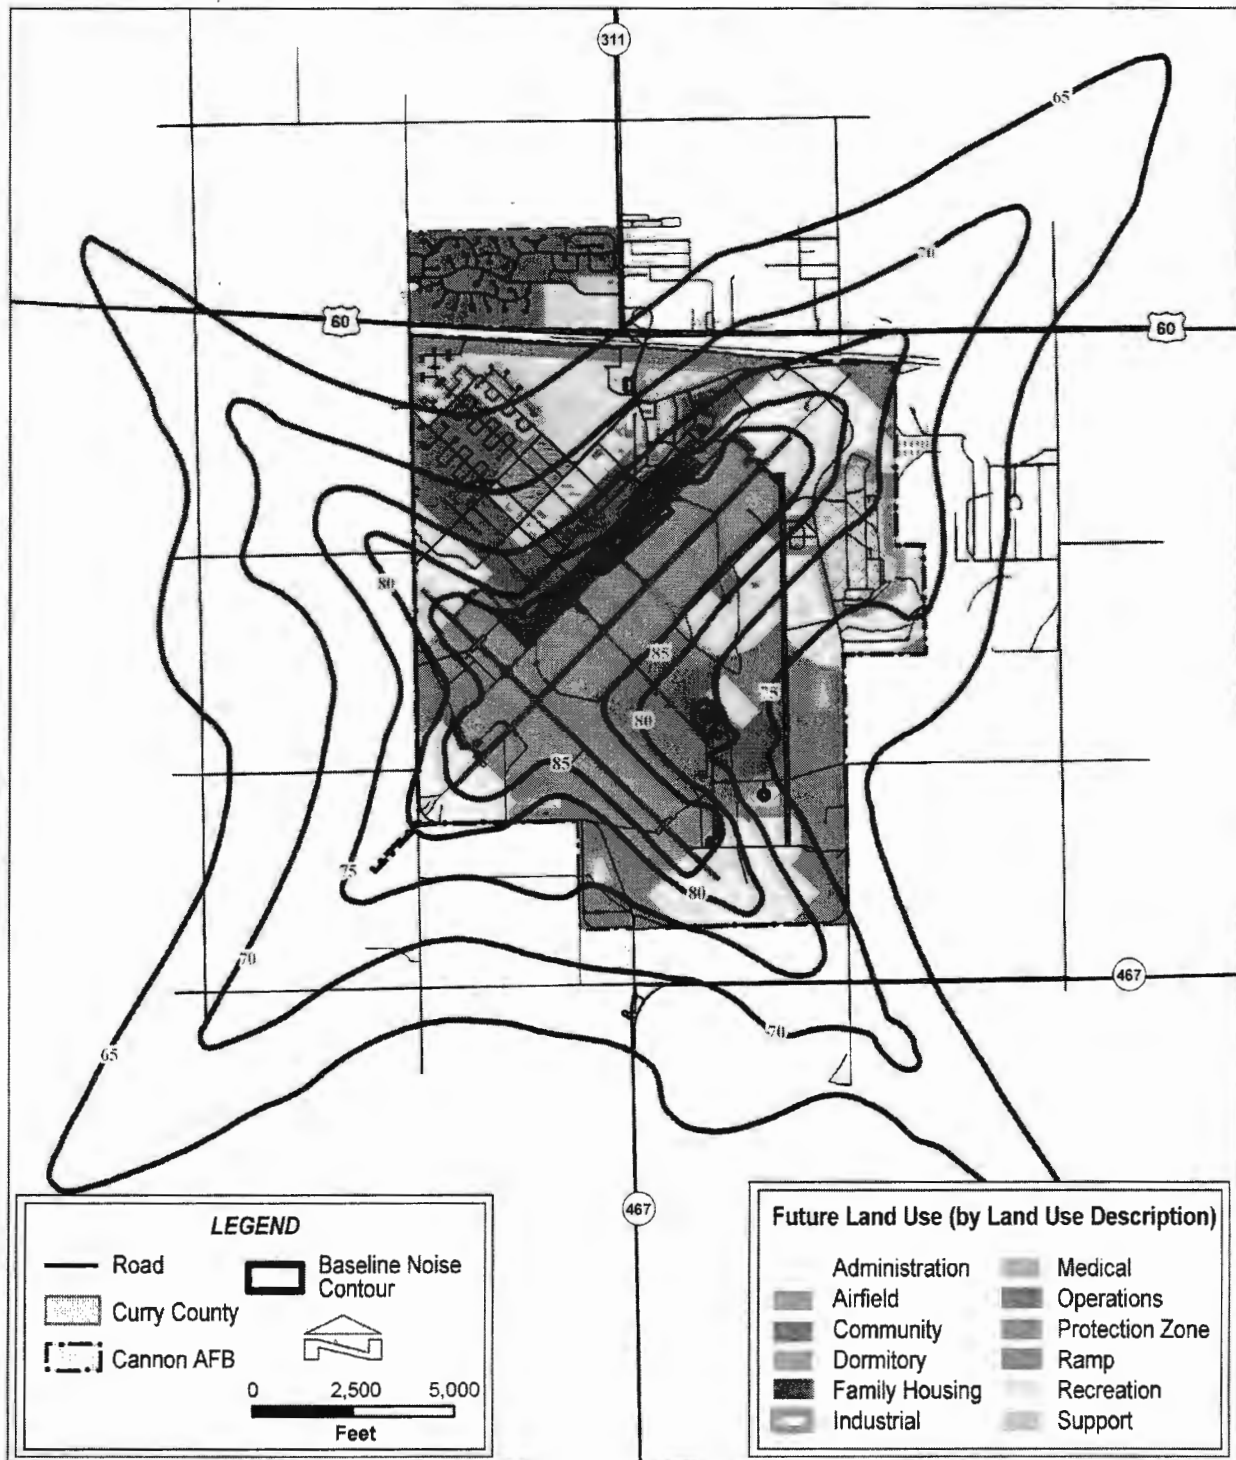 311
65
70
60
60
80
85
75
80
85
75
80
70
467
70
65
467
LEGEND
Road
Baseline Noise
Contour
Curry County
Cannon AFB
0 2,500 5,000
Feet
Future Land Use (by Land Use Description)
Administration
Medical
Airfield
Operations
Community
Protection Zone
Dormitory
Ramp
Family Housing
Recreation
Industrial
Support